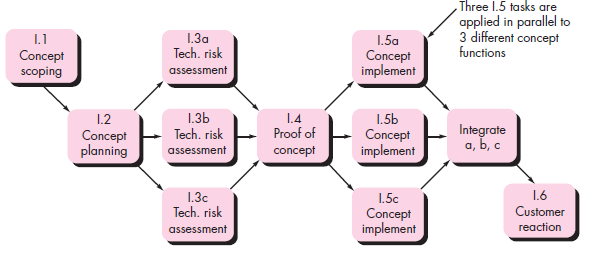 Three I.5 tasks are
applied in parallel to
3 different concept
functions
I.1
Concept
scoping
I.3a
Tech. risk
assessment
I.5a
Concept
implement
I.2
Concept
planning
I.3b
Tech. risk
assessment
I.4
Proof of
concept
I.5b
Concept
implement
Integrate
a, b, c
I.3c
Tech. risk
assessment
I.5c
Concept
implement
I.6
Customer
reaction